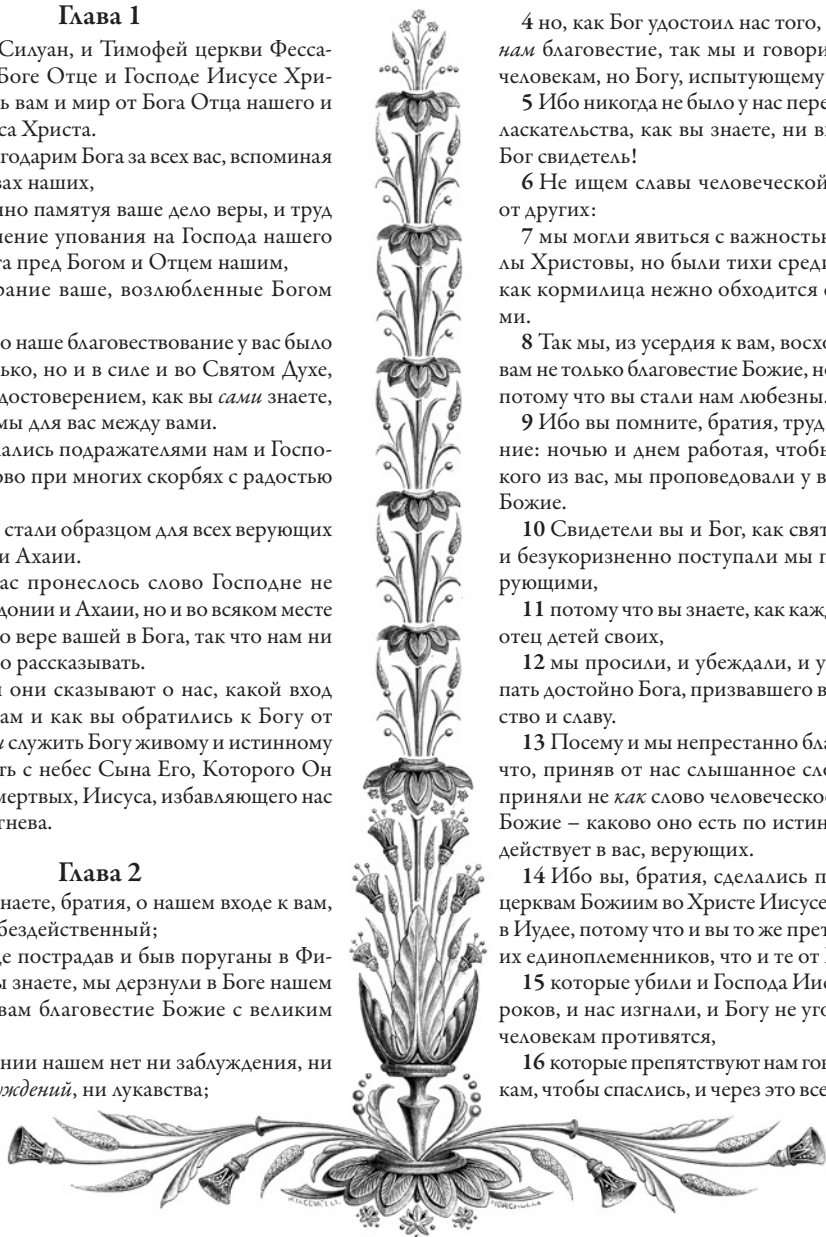 Глава 1
Силуан, и Тимофей церкви Фесса-
Боге Отце и Господе Иисусе Хри-
ь вам и мир от Бога Отца нашего и
са Христа.
годарим Бога за всех вас, вспоминая
вах наших,
но памятуя ваше дело веры, и труд
ение упования на Господа нашего
та пред Богом и Отцем нашим,
рание ваше, возлюбленные Богом
о наше благовествование у вас было
ько, но и в силе и во Святом Духе,
достоверением, как вы сами знаете,
мы для вас между вами.
ались подражателями нам и Госпо-
ово при многих скорбях с радостью
стали образцом для всех верующих
и Ахаии.
ас пронеслось слово Господне не
донии и Ахаии, но и во всяком месте
о вере вашей в Бога, так что нам ни
о рассказывать.
и они сказывают о нас, какой вход
ам и как вы обратились к Богу от
и служить Богу живому и истинному
ть с небес Сына Его, Которого Он
мертвых, Иисуса, избавляющего нас
гнева.
Глава 2
наете, братия, о нашем входе к вам,
бездейственный;
де пострадав и быв поруганы в Фи-
ы знаете, мы дерзнули в Боге нашем
вам благовестие Божие с великим
нии нашем нет ни заблуждения, ни
уждений, ни лукавства;
4 но, как Бог удостоил нас того,
нам благовестие, так мы и говори
человекам, но Богу, испытующему
5 Ибо никогда не было у нас пере
ласкательства, как вы знаете, ни в
Бог свидетель!
6 Не ищем славы человеческой
от других:
7 мы могли явиться с важностью
лы Христовы, но были тихи среди
как кормилица нежно обходится с
ми.
8 Так мы, из усердия к вам, восхо
вам не только благовестие Божие, но
потому что вы стали нам любезны.
9 Ибо вы помните, братия, труд
ние: ночью и днем работая, чтобы
кого из вас, мы проповедовали у в
Божие.
10 Свидетели вы и Бог, как свят
и безукоризненно поступали мы п
рующими,
11 потому что вы знаете, как кажд
отец детей своих,
12 мы просили, и убеждали, и у
пать достойно Бога, призвавшего в
ство и славу.
13 Посему и мы непрестанно бла
что, приняв от нас слышанное сло
приняли не как слово человеческое
Божие – каково оно есть по истин
действует в вас, верующих.
14 Ибо вы, братия, сделались п
церквам Божиим во Христе Иисусе
в Иудее, потому что и вы то же прет
их единоплеменников, что и те от
15 которые убили и Господа Иис
роков, и нас изгнали, и Богу не уго
человекам противятся,
16 которые препятствуют нам гов
кам, чтобы спаслись, и через это все